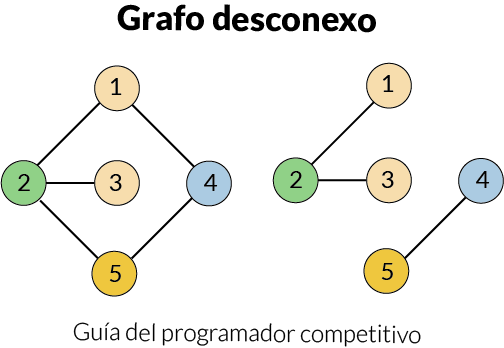 Grafo desconexo
1 1
2 3 4 2 3 4
5 5
Guía del programador competitivo